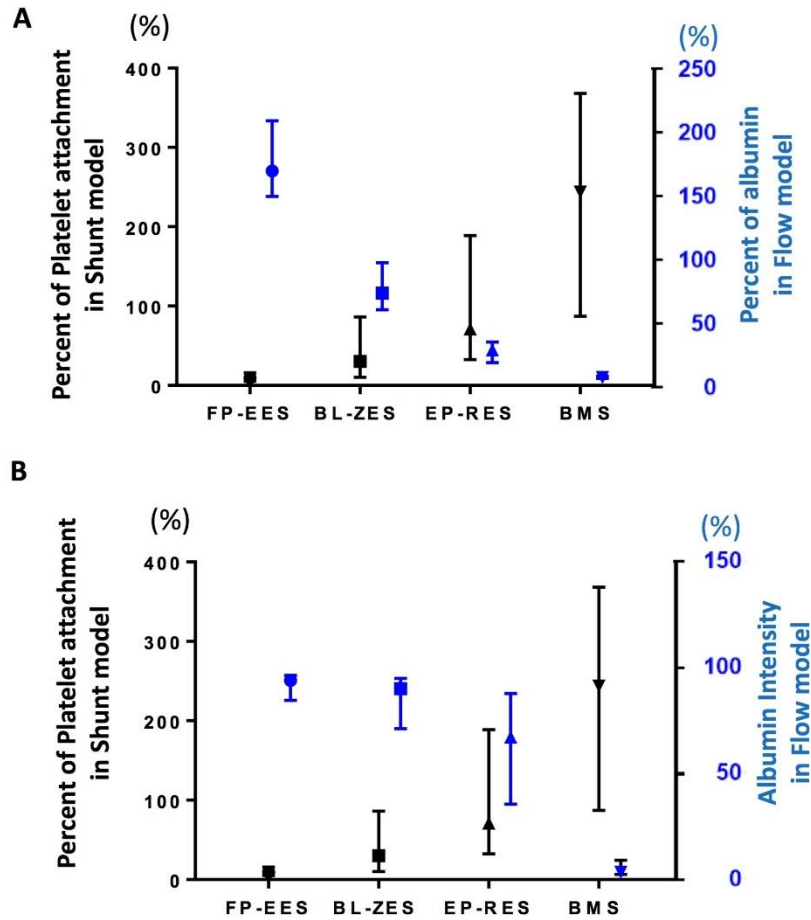 A
(%)
(%)
Percent of Platelet attachment
in Shunt model
400
300
200
100
0
250
200
150
100
50
0
Percent of albumin
in Flow model
FP-EES BL-ZES EP-RES BMS
B
(%)
(%)
Percent of Platelet attachment
in Shunt model
400
300
200
100
0
150
100
50
0
Albumin Intensity
in Flow model
FP-EES BL-ZES EP-RES BMS